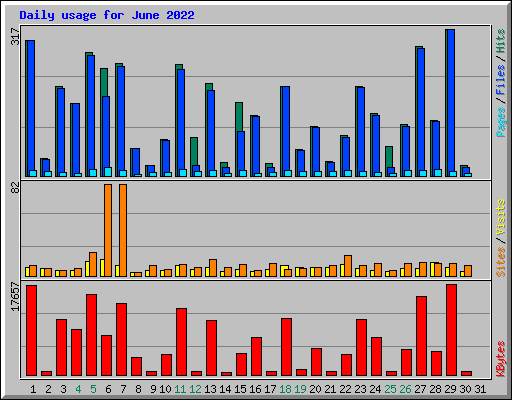 Daily usage for June 2022
317
82
17657
Pages / Files / Hits
Sites / Visits
KBytes
1 2 3 4 5 6 7 8 9 10 11 12 13 14 15 16 17 18 19 20 21 22 23 24 25 26 27 28 29 30 31